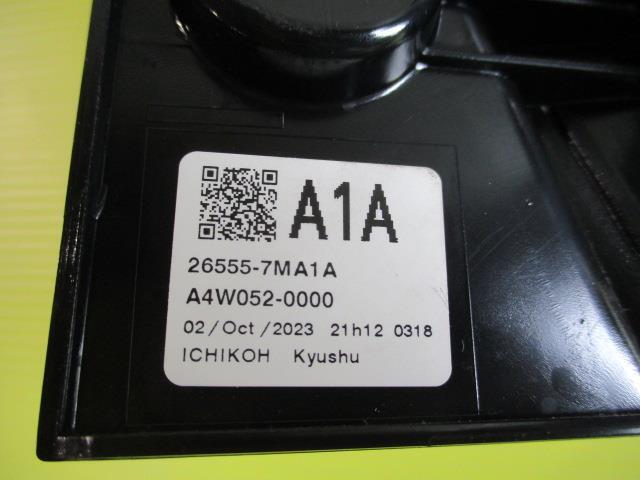 A1A
26555-7MA1A
A4W052-0000
02/Oct/2023 21h12 0318
ICHIKOH Kyushu